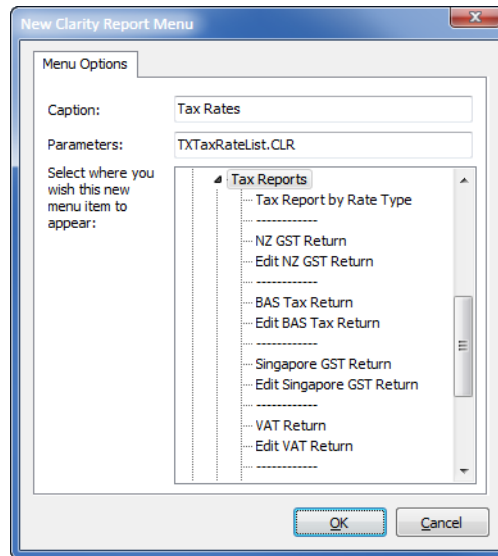 New Clarity Report Menu
Menu Options
Caption:
Tax Rates
Parameters:
TXTaxRateList.CLR
Select where you
wish this new
menu item to
appear:
Tax Reports
Tax Report by Rate Type
------------
NZ GST Return
Edit NZ GST Return
------------
BAS Tax Return
Edit BAS Tax Return
------------
Singapore GST Return
Edit Singapore GST Return
------------
VAT Return
Edit VAT Return
------------
OK
Cancel